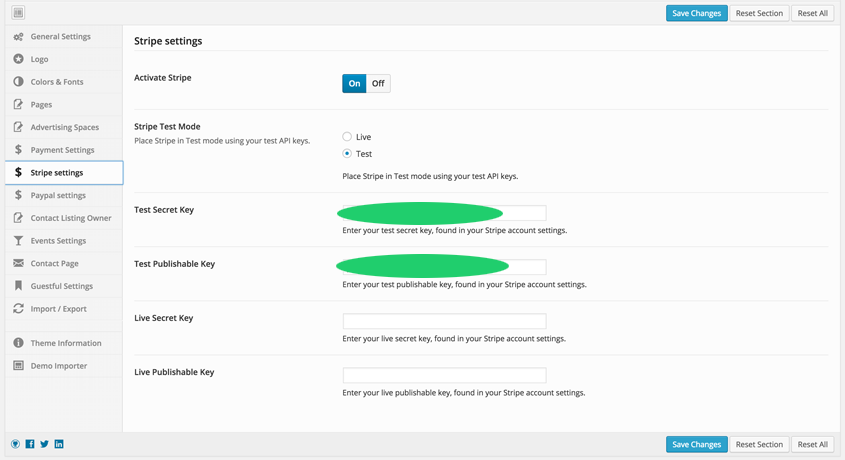 Save Changes Reset Section Reset All
General Settings
Logo
Colors & Fonts
Pages
Advertising Spaces
Payment Settings
Stripe settings
Paypal settings
Contact Listing Owner
Events Settings
Contact Page
Guestful Settings
Import / Export
Theme Information
Demo Importer
Stripe settings
Activate Stripe
On Off
Stripe Test Mode
Place Stripe in Test mode using your test API keys.
Live
Test
Place Stripe in Test mode using your test API keys.
Test Secret Key
Enter your test secret key, found in your Stripe account settings.
Test Publishable Key
Enter your test publishable key, found in your Stripe account settings.
Live Secret Key
Enter your live secret key, found in your Stripe account settings.
Live Publishable Key
Enter your live publishable key, found in your Stripe account settings.
Save Changes Reset Section Reset All